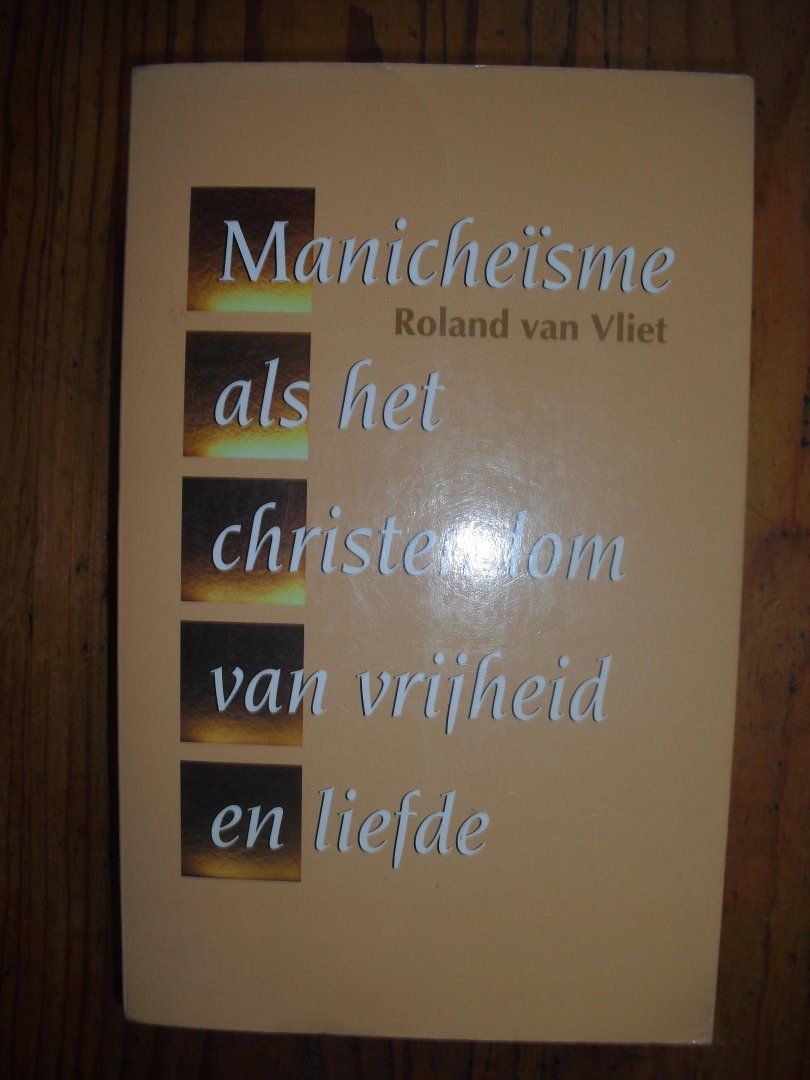 Manicheïsme
Roland van Vliet
als het
christendom
van vrijheid
en liefde